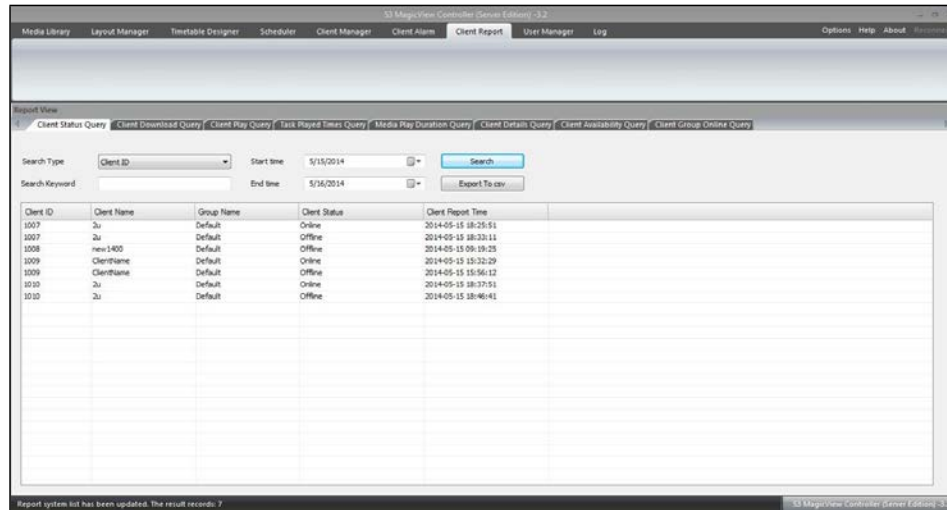 S3 MagicView Controller (Server Edition) -3.2
Media Library Layout Manager Timetable Designer Scheduler Client Manager Client Alarm Client Report User Manager Log Options Help About
Report View
Client Status Query Client Download Query Client Play Query Task Played Times Query Media Play Duration Query Client Details Query Client Availability Query Client Group Online Query
Search Type Client ID Start time 5/15/2014 Search
Search Keyword End time 5/16/2014 Export To csv
Client ID Client Name Group Name Client Status Client Report Time
1007 2u Default Online 2014-05-15 18:25:51
1007 2u Default Offline 2014-05-15 18:33:11
1008 new1400 Default Offline 2014-05-15 09:19:25
1009 ClientName Default Online 2014-05-15 15:32:29
1009 ClientName Default Offline 2014-05-15 15:56:12
1010 2u Default Online 2014-05-15 18:37:51
1010 2u Default Offline 2014-05-15 18:46:41
Report system list has been updated. The result records: 7 S3 MagicView Controller (Server Edition)